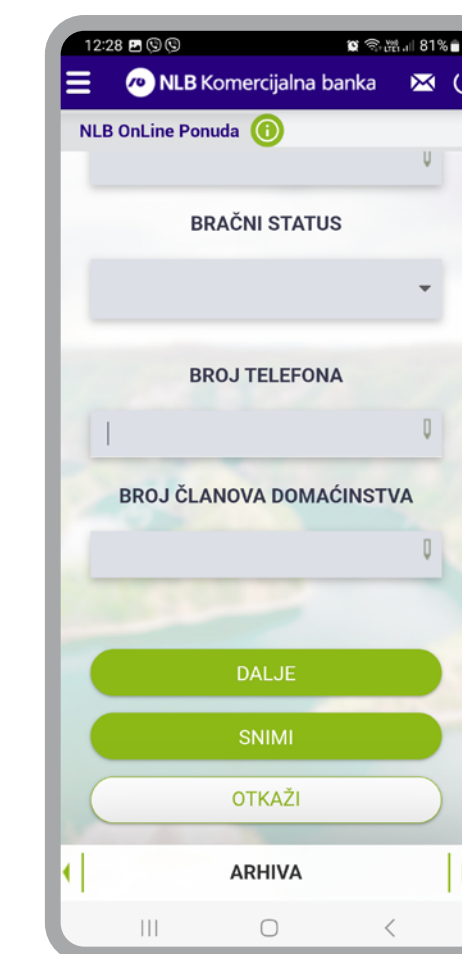 12:28
81%
NLB Komercijalna banka
NLB OnLine Ponuda
BRAČNI STATUS
BROJ TELEFONA
BROJ ČLANOVA DOMAĆINSTVA
DALJE
SNIMI
OTKAŽI
ARHIVA